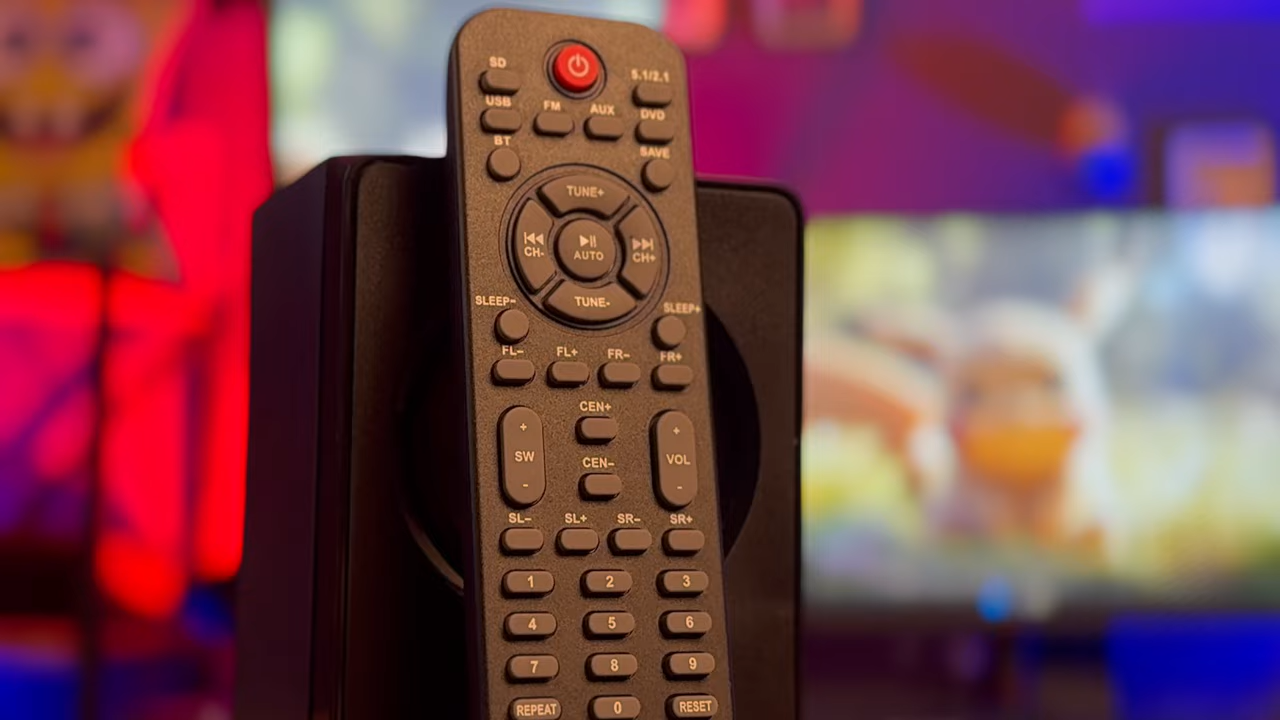 SD
5.1/2.1
USB
FM
AUX
DVD
BT
SAVE
TUNE+
CH-
AUTO
CH+
TUNE-
SLEEP-
SLEEP+
FL-
FL+
FR-
FR+
CEN+
+
SW
-
+
VOL
-
CEN-
SL-
SL+
SR-
SR+
1
2
3
4
5
6
7
8
9
REPEAT
0
RESET